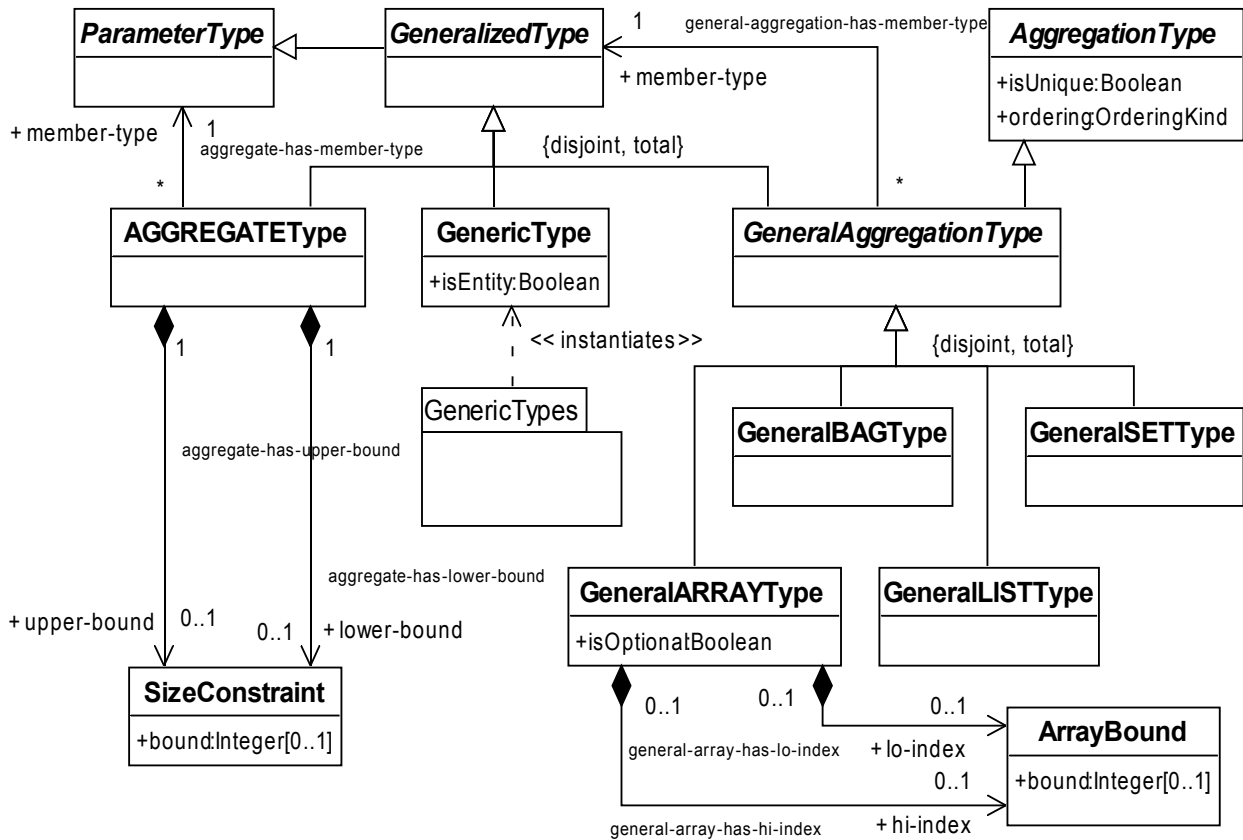 ParameterType
GeneralizedType
1
general-aggregation-has-member-type
AggregationType
+ member-type
+isUnique:Boolean
+ordering:OrderingKind
+ member-type
1
aggregate-has-member-type
{disjoint, total}
*
*
AGGREGATEType
GenericType
GeneralAggregationType
+isEntity:Boolean
1
1
<< instantiates >>
{disjoint, total}
GenericTypes
GeneralBAGType
GeneralSETType
aggregate-has-upper-bound
aggregate-has-lower-bound
GeneralARRAYType
GeneralLISTType
+ upper-bound
0..1
0..1
+ lower-bound
+isOptional:Boolean
SizeConstraint
0..1
0..1
0..1
+bound:Integer[0..1]
general-array-has-lo-index
+ lo-index
ArrayBound
0..1
+bound:Integer[0..1]
general-array-has-hi-index
+ hi-index